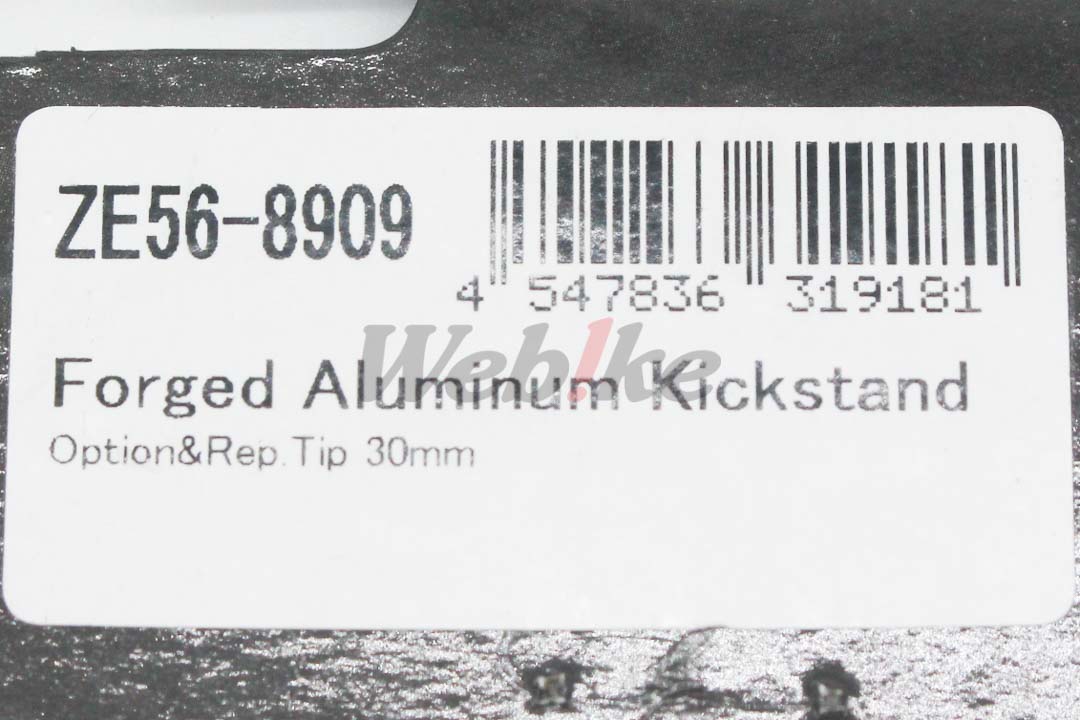 ZE56-8909
4 547836 319181
Webike
Forged Aluminum Kickstand
Option&Rep.Tip 30mm